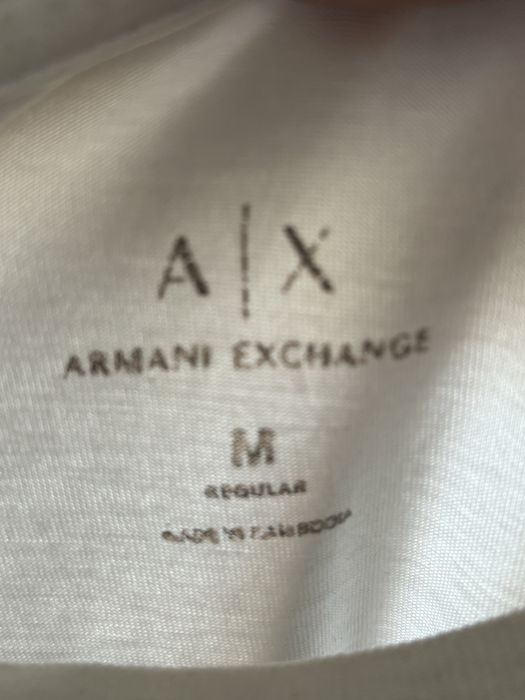 A|X
ARMANI EXCHANGE
M
REGULAR
MADE IN CAMBODIA